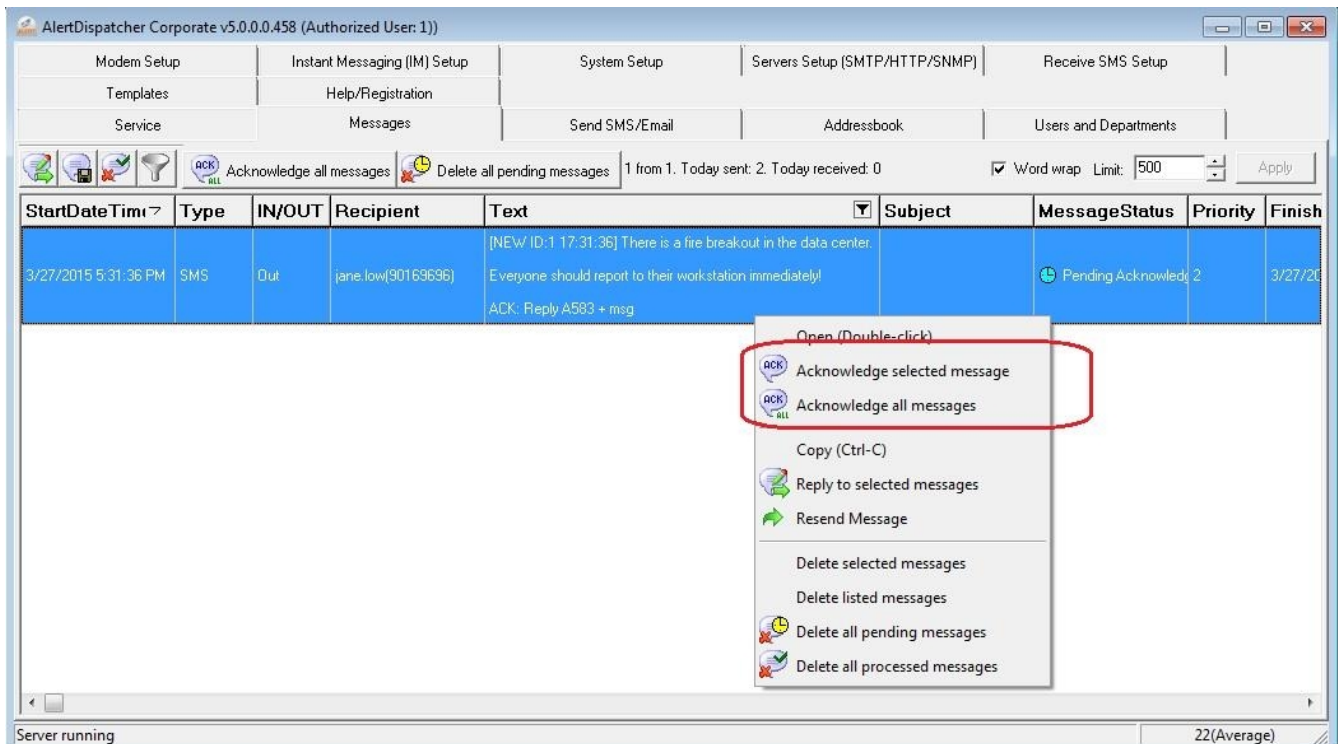 AlertDispatcher Corporate v5.0.0.0.458 (Authorized User: 1))
Modem Setup Instant Messaging (IM) Setup System Setup Servers Setup (SMTP/HTTP/SNMP) Receive SMS Setup
Templates Help/Registration
Service Messages Send SMS/Email Addressbook Users and Departments
ACK ALL Acknowledge all messages Delete all pending messages 1 from 1. Today sent: 2. Today received: 0 Word wrap Limit: 500 Apply
StartDateTim Type IN/OUT Recipient Text Subject MessageStatus Priority Finish
[NEW ID:1 17:31:36] There is a fire breakout in the data center.
3/27/2015 5:31:36 PM SMS Out jane.low(90169696) Everyone should report to their workstation immediately! Pending Acknowledg 2 3/27/20
ACK: Reply A583 + msg
Open (Double-click)
ACK Acknowledge selected message
ACK ALL Acknowledge all messages
Copy (Ctrl-C)
Reply to selected messages
Resend Message
Delete selected messages
Delete listed messages
Delete all pending messages
Delete all processed messages
Server running 22(Average)